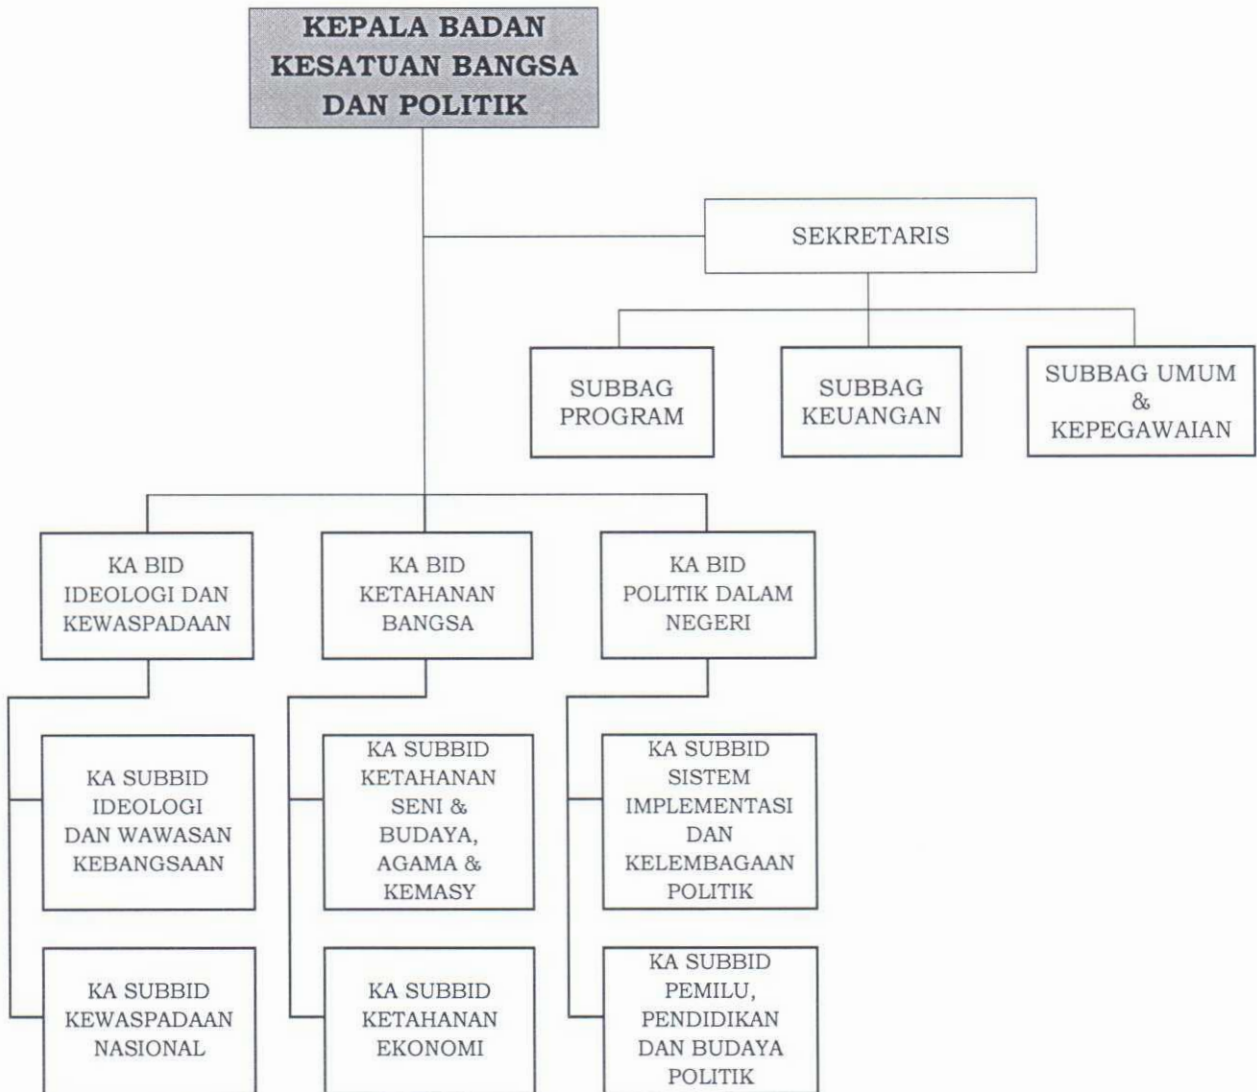 KEPALA BADAN
KESATUAN BANGSA
DAN POLITIK
SEKRETARIS
SUBBAG
PROGRAM
SUBBAG
KEUANGAN
SUBBAG UMUM
&
KEPEGAWAIAN
KA BID
IDEOLOGI DAN
KEWASPADAAN
KA BID
KETAHANAN
BANGSA
KA BID
POLITIK DALAM
NEGERI
KA SUBBID
IDEOLOGI
DAN WAWASAN
KEBANGSAAN
KA SUBBID
KETAHANAN
SENI &
BUDAYA,
AGAMA &
KEMASY
KA SUBBID
SISTEM
IMPLEMENTASI
DAN
KELEMBAGAAN
POLITIK
KA SUBBID
KEWASPADAAN
NASIONAL
KA SUBBID
KETAHANAN
EKONOMI
KA SUBBID
PEMILU,
PENDIDIKAN
DAN BUDAYA
POLITIK